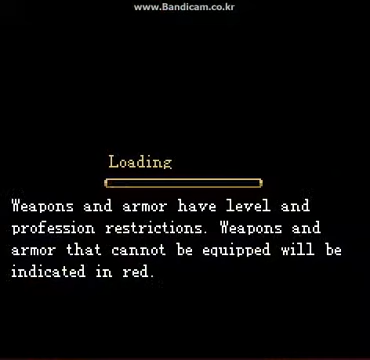 www.Bandicam.co.kr
Loading
Weapons and armor have level and
profession restrictions. Weapons and
armor that cannot be equipped will be
indicated in red.